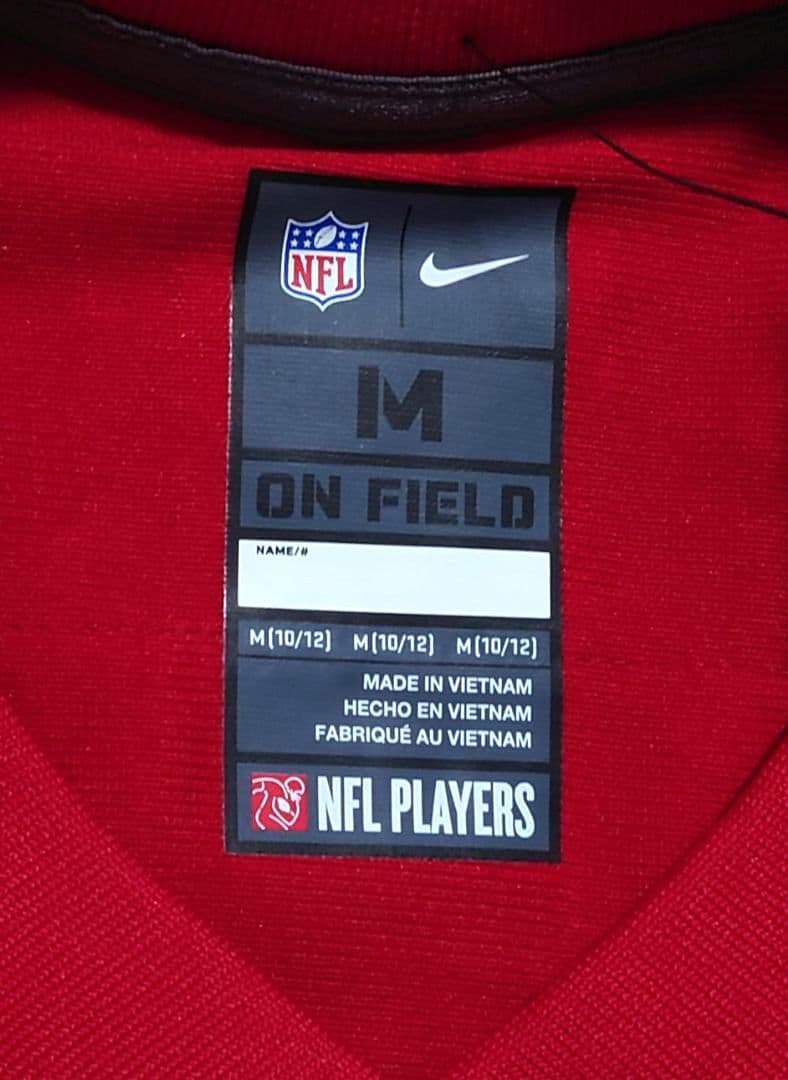 NFL
M
ON FIELD
NAME/#
M(10/12) M(10/12) M(10/12)
MADE IN VIETNAM
HECHO EN VIETNAM
FABRIQUÉ AU VIETNAM
NFL PLAYERS